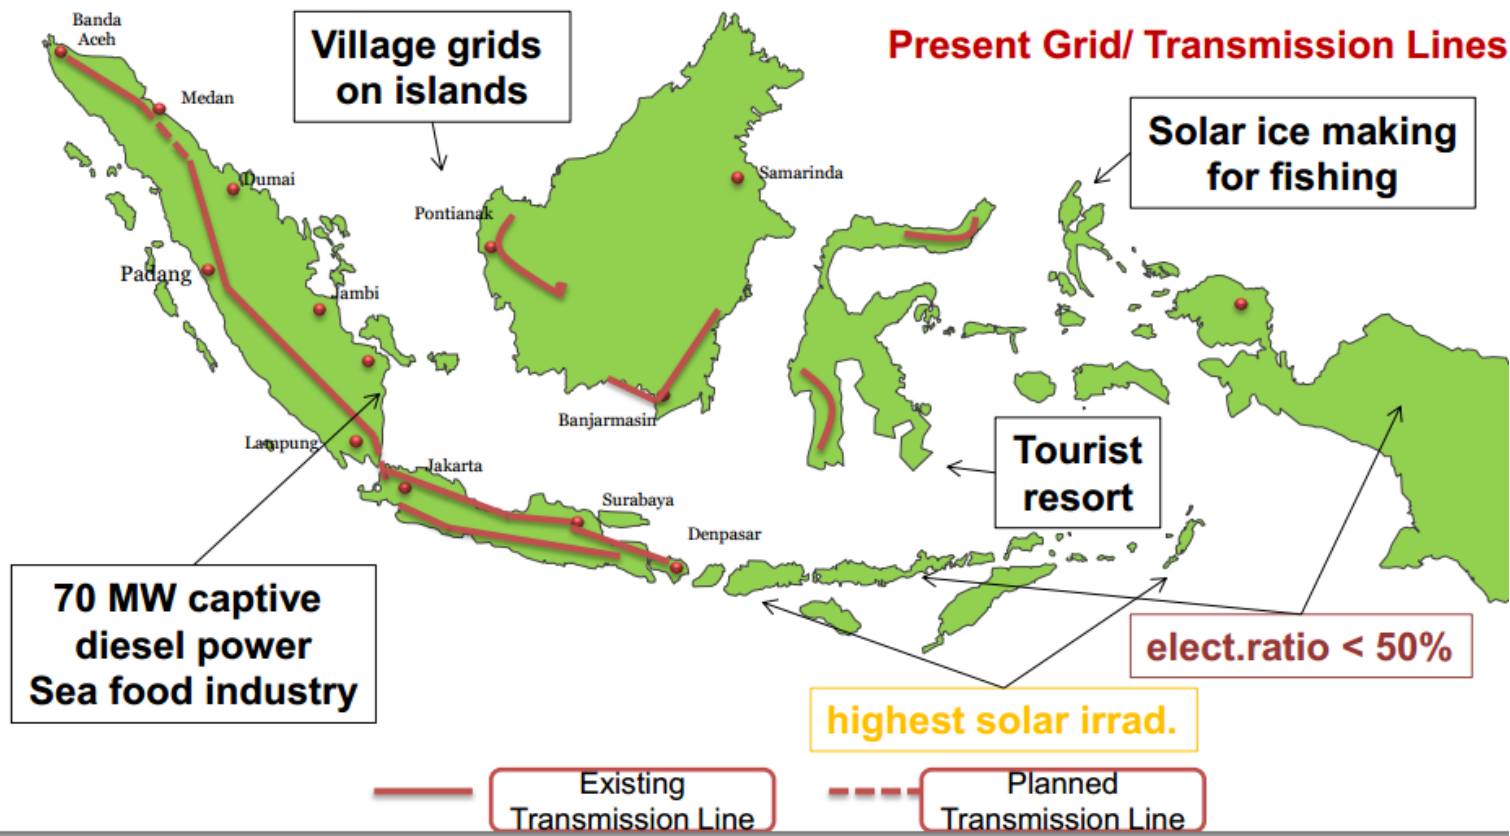 Present Grid/ Transmission Lines
Banda
Aceh
Medan
Dumai
Padang
Jambi
Lampung
Jakarta
Surabaya
Denpasar
Pontianak
Samarinda
Banjarmasin
Village grids
on islands
Solar ice making
for fishing
Tourist
resort
70 MW captive
diesel power
Sea food industry
elect.ratio < 50%
highest solar irrad.
Existing
Transmission Line
Planned
Transmission Line